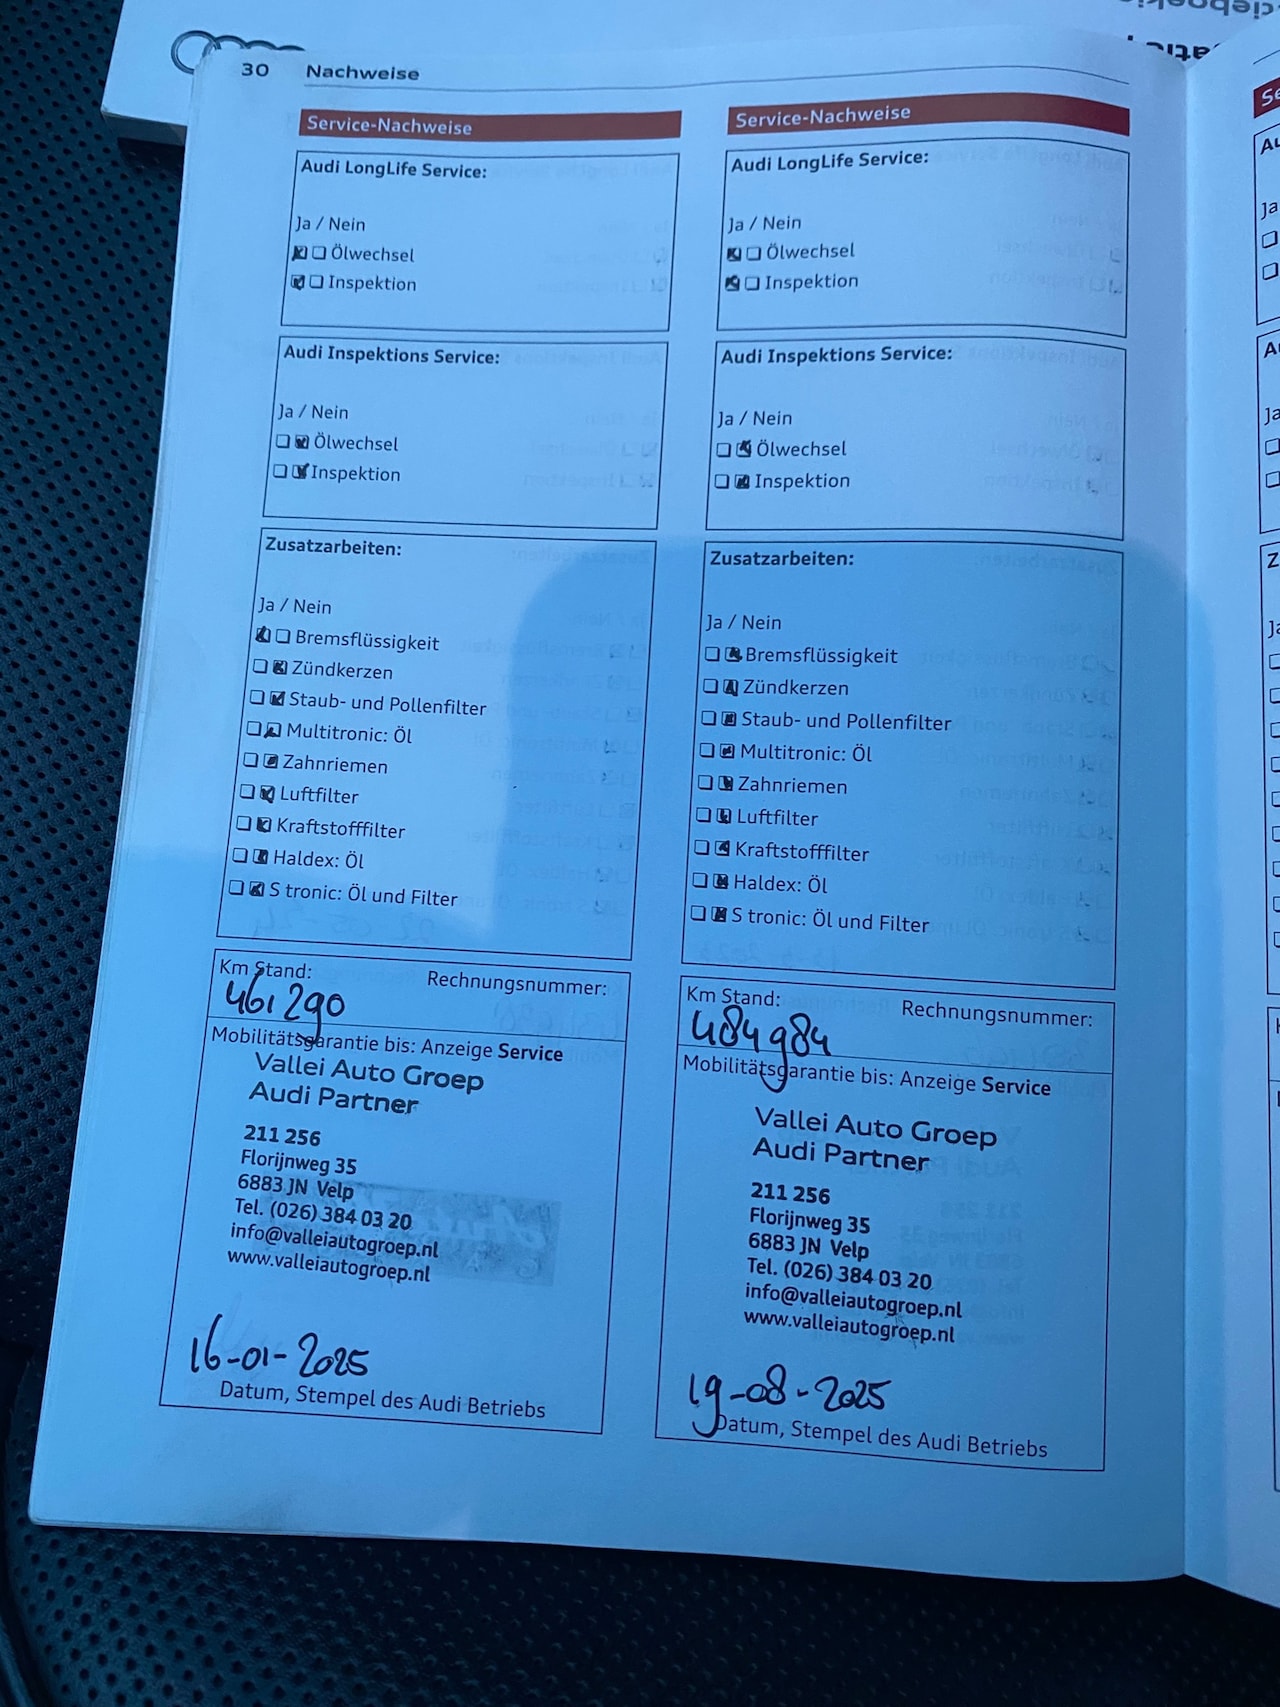 30 Nachweise
Service-Nachweise
Audi LongLife Service:
Ja / Nein
Ölwechsel
Inspektion
Audi Inspektions Service:
Ja / Nein
Ölwechsel
Inspektion
Zusatzarbeiten:
Ja / Nein
Bremsflüssigkeit
Zündkerzen
Staub- und Pollenfilter
Multitronic: Öl
Zahnriemen
Luftfilter
Kraftstofffilter
Haldex: Öl
S tronic: Öl und Filter
Km Stand: Rechnungsnummer:
461290
Mobilitätsgarantie bis: Anzeige Service
Vallei Auto Groep
Audi Partner
211 256
Florijnweg 35
6883 JN Velp
Tel. (026) 384 03 20
info@valleiautogroep.nl
www.valleiautogroep.nl
16-01-2025
Datum, Stempel des Audi Betriebs
Service-Nachweise
Audi LongLife Service:
Ja / Nein
Ölwechsel
Inspektion
Audi Inspektions Service:
Ja / Nein
Ölwechsel
Inspektion
Zusatzarbeiten:
Ja / Nein
Bremsflüssigkeit
Zündkerzen
Staub- und Pollenfilter
Multitronic: Öl
Zahnriemen
Luftfilter
Kraftstofffilter
Haldex: Öl
S tronic: Öl und Filter
Km Stand: Rechnungsnummer:
484984
Mobilitätsgarantie bis: Anzeige Service
Vallei Auto Groep
Audi Partner
211 256
Florijnweg 35
6883 JN Velp
Tel. (026) 384 03 20
info@valleiautogroep.nl
www.valleiautogroep.nl
19-08-2025
Datum, Stempel des Audi Betriebs